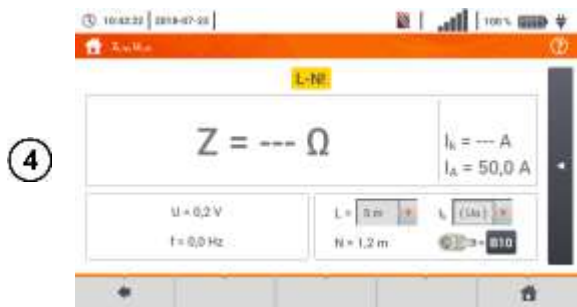 10:43:22 2018-07-23 100%
L-N!
4
Z = --- Ω
Iₖ = --- A
I_A = 50,0 A
U = 0,2 V
f = 0,0 Hz
L = 5 m
N = 1,2 m
B10